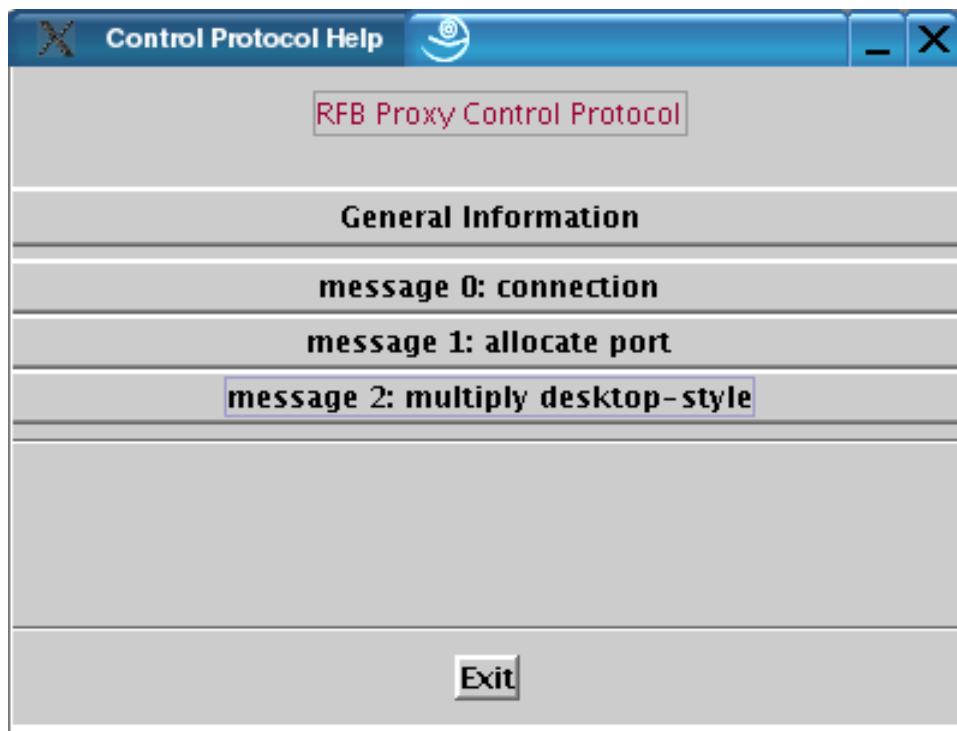 Control Protocol Help
RFB Proxy Control Protocol
General Information
message 0: connection
message 1: allocate port
message 2: multiply desktop-style
Exit